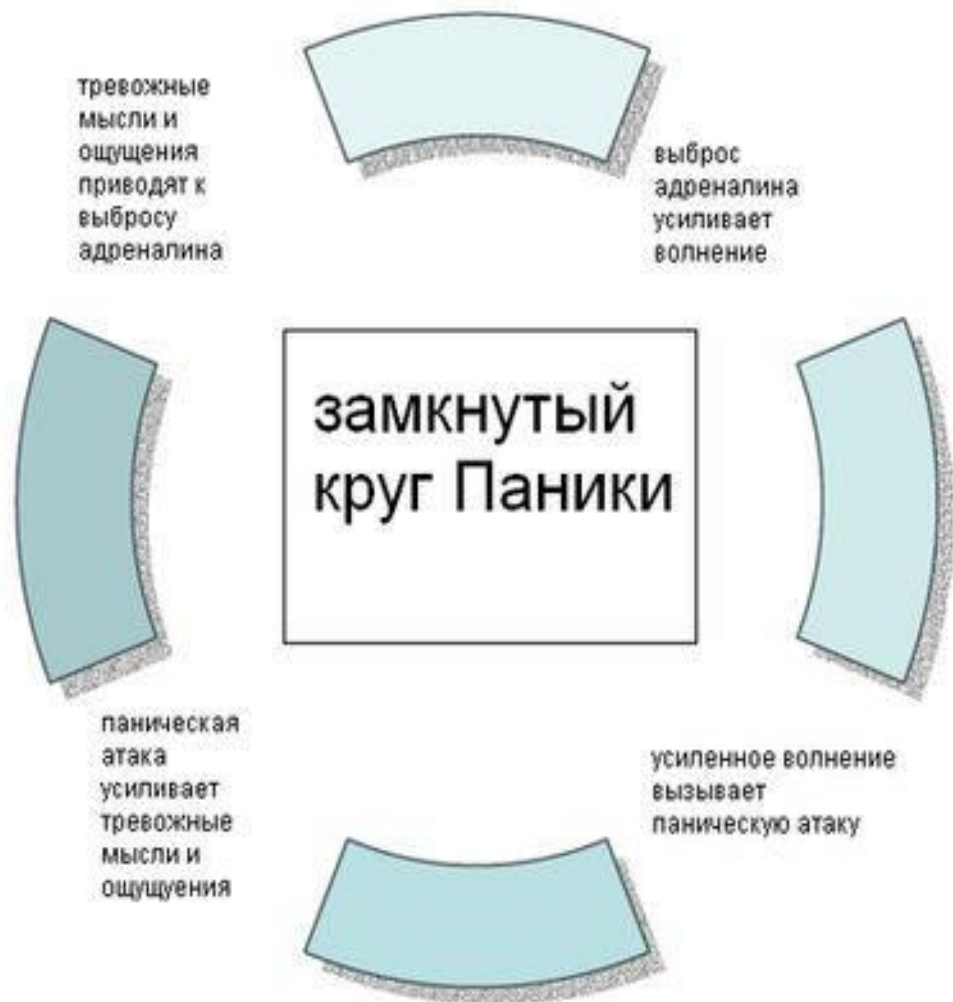 тревожные
мысли и
ощущения
приводят к
выбросу
адреналина
выброс
адреналина
усиливает
волнение
замкнутый
круг Паники
паническая
атака
усиливает
тревожные
мысли и
ощущуения
усиленное волнение
вызывает
паническую атаку